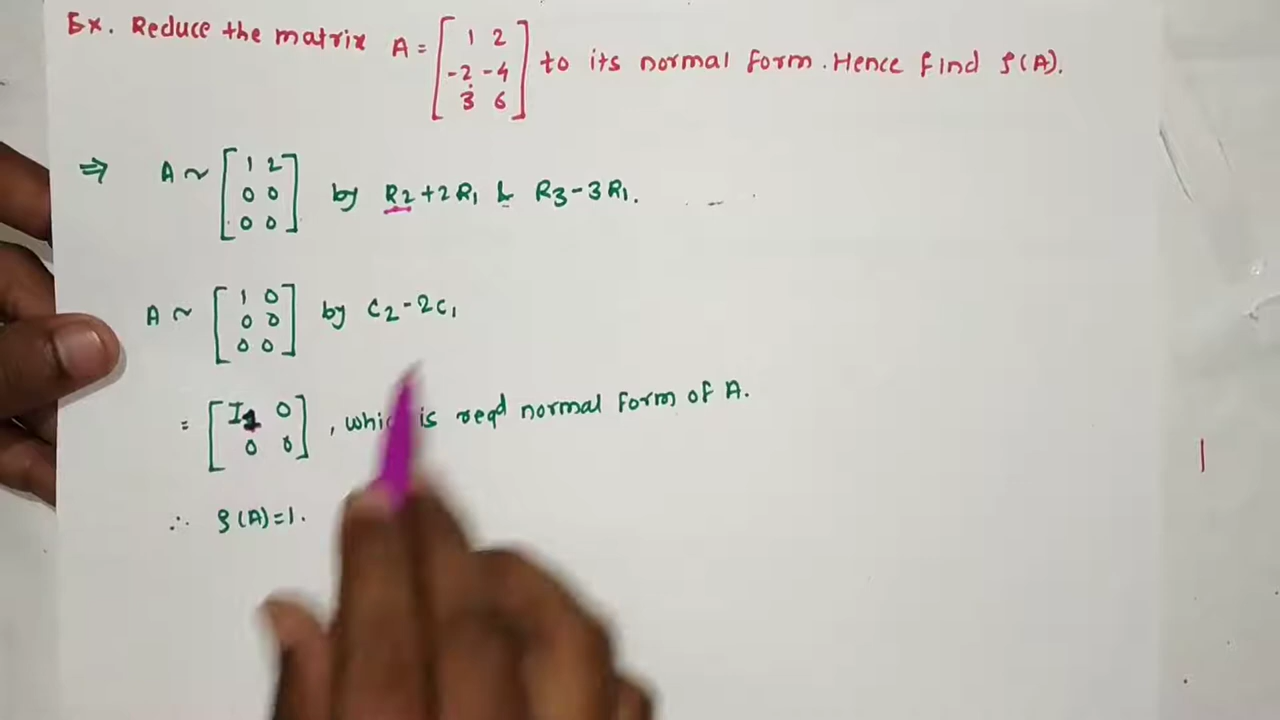 Ex. Reduce the matrix A = [ 1 2 ; -2 -4 ; 3 6 ] to its normal form. Hence find ρ(A).
⇒ A ~ [ 1 2 ; 0 0 ; 0 0 ] by R2+2R1 & R3-3R1.
A ~ [ 1 0 ; 0 0 ; 0 0 ] by C2-2C1
= [ I1 0 ; 0 0 ] , which is reqd normal form of A.
∴ ρ(A)=1.